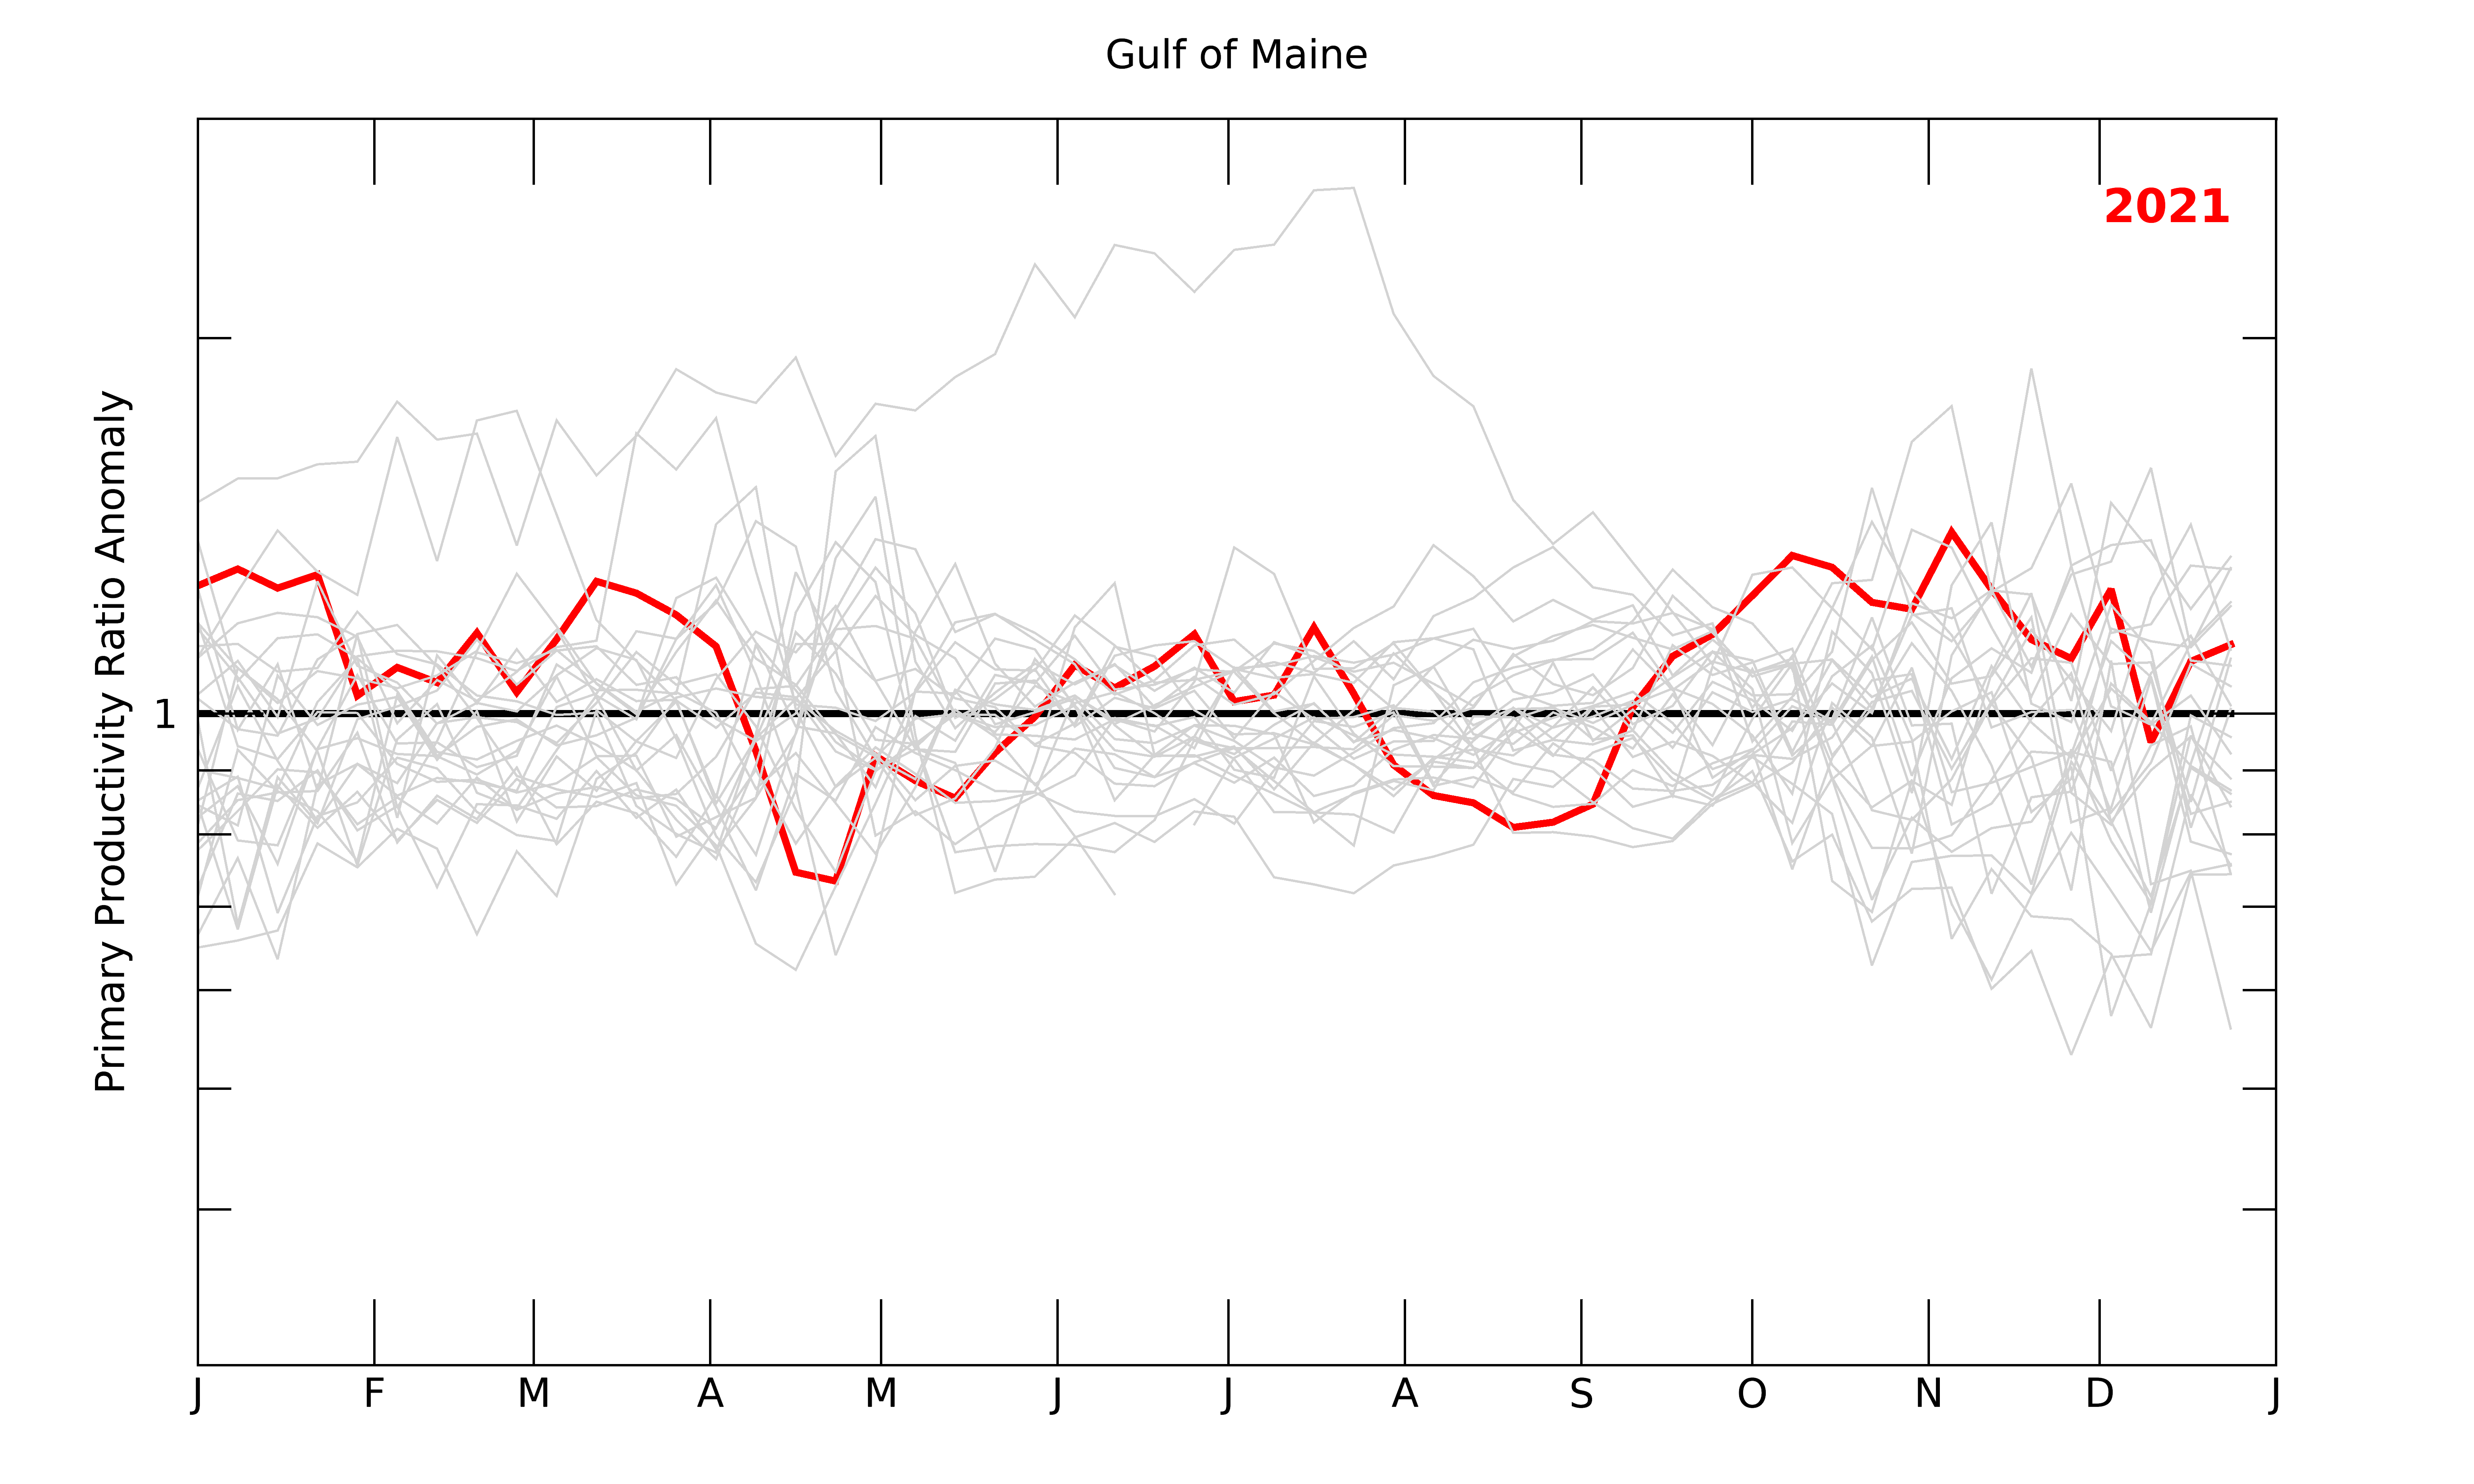 Gulf of Maine
2021
Primary Productivity Ratio Anomaly
1
J F M A M J J A S O N D J